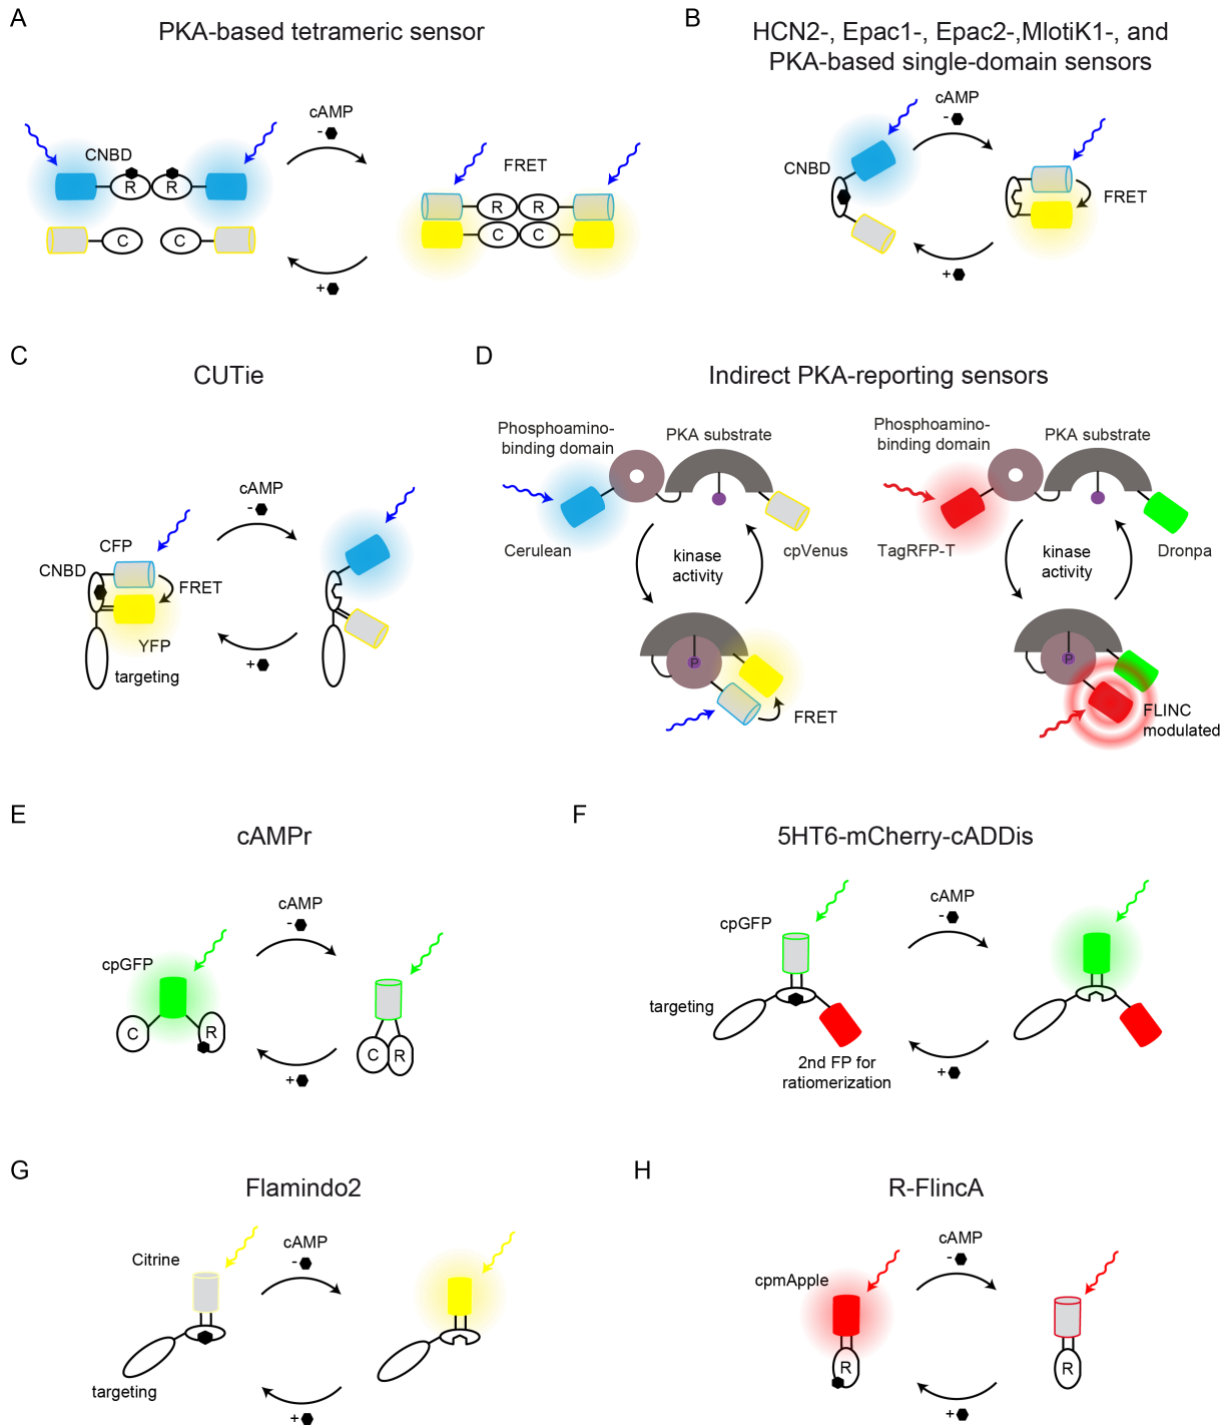 A
PKA-based tetrameric sensor
CNBD
R
R
C
C
cAMP
-
+
FRET
R
R
C
C
B
HCN2-, Epac1-, Epac2-,MlotiK1-, and
PKA-based single-domain sensors
CNBD
cAMP
-
+
FRET
C
CUTie
CFP
CNBD
FRET
YFP
targeting
cAMP
-
+
D
Indirect PKA-reporting sensors
Phosphoamino-
binding domain
PKA substrate
Cerulean
cpVenus
kinase
activity
P
FRET
Phosphoamino-
binding domain
PKA substrate
TagRFP-T
Dronpa
kinase
activity
P
FLINC
modulated
E
cAMPr
cpGFP
C
R
cAMP
-
+
C
R
F
5HT6-mCherry-cADDis
cpGFP
targeting
2nd FP for
ratiomerization
cAMP
-
+
G
Flamindo2
Citrine
targeting
cAMP
-
+
H
R-FlincA
cpmApple
R
cAMP
-
+
R